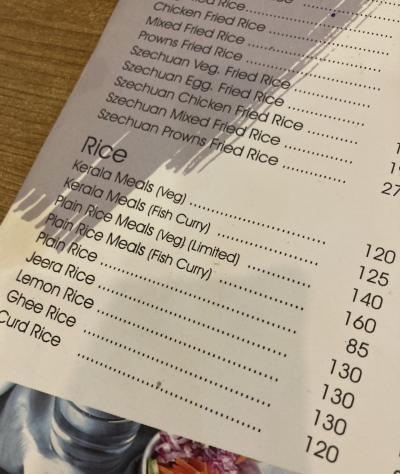 Rice
Chicken Fried Rice
Mixed Fried Rice
Prowns Fried Rice
Szechuan Veg. Fried Rice
Szechuan Egg. Fried Rice
Szechuan Chicken Fried Rice
Szechuan Mixed Fried Rice
Szechuan Prowns Fried Rice
Rice
Kerala Meals (Veg) 120
Kerala Meals (Fish Curry) 125
Plain Rice Meals (Veg) (Limited) 140
Plain Rice Meals (Fish Curry) 160
Plain Rice 85
Jeera Rice 130
Lemon Rice 130
Ghee Rice 130
Curd Rice 120